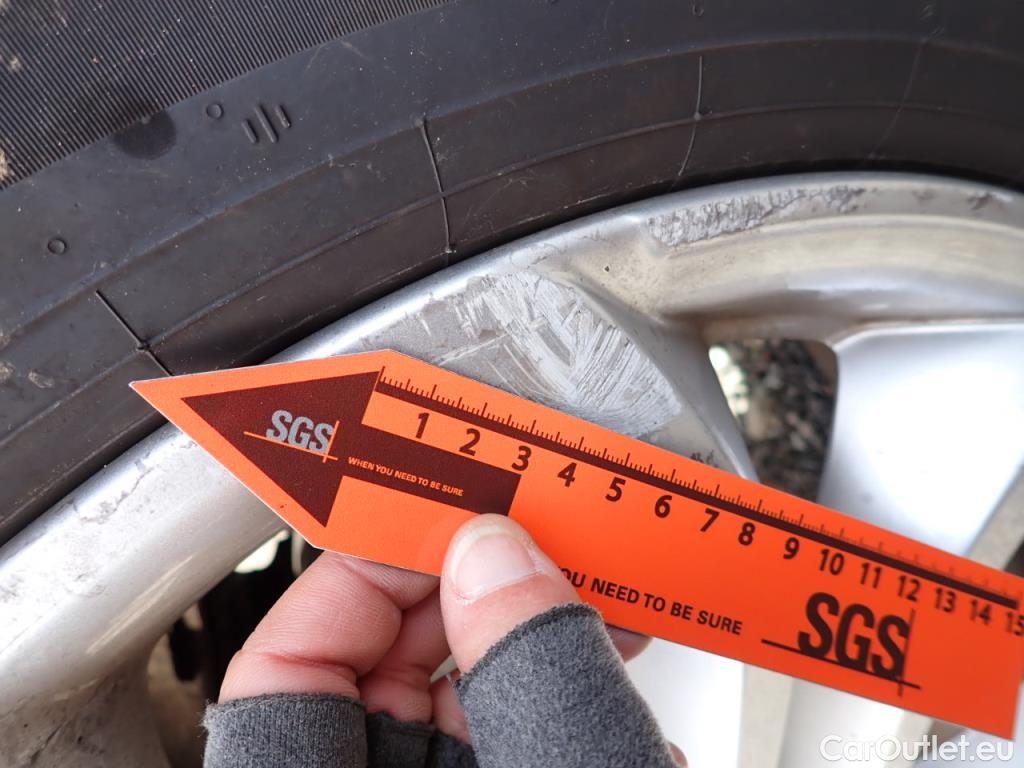 SGS
WHEN YOU NEED TO BE SURE
1 2 3 4 5 6 7 8 9 10 11 12 13 14 15
YOU NEED TO BE SURE
SGS
CarOutlet.eu